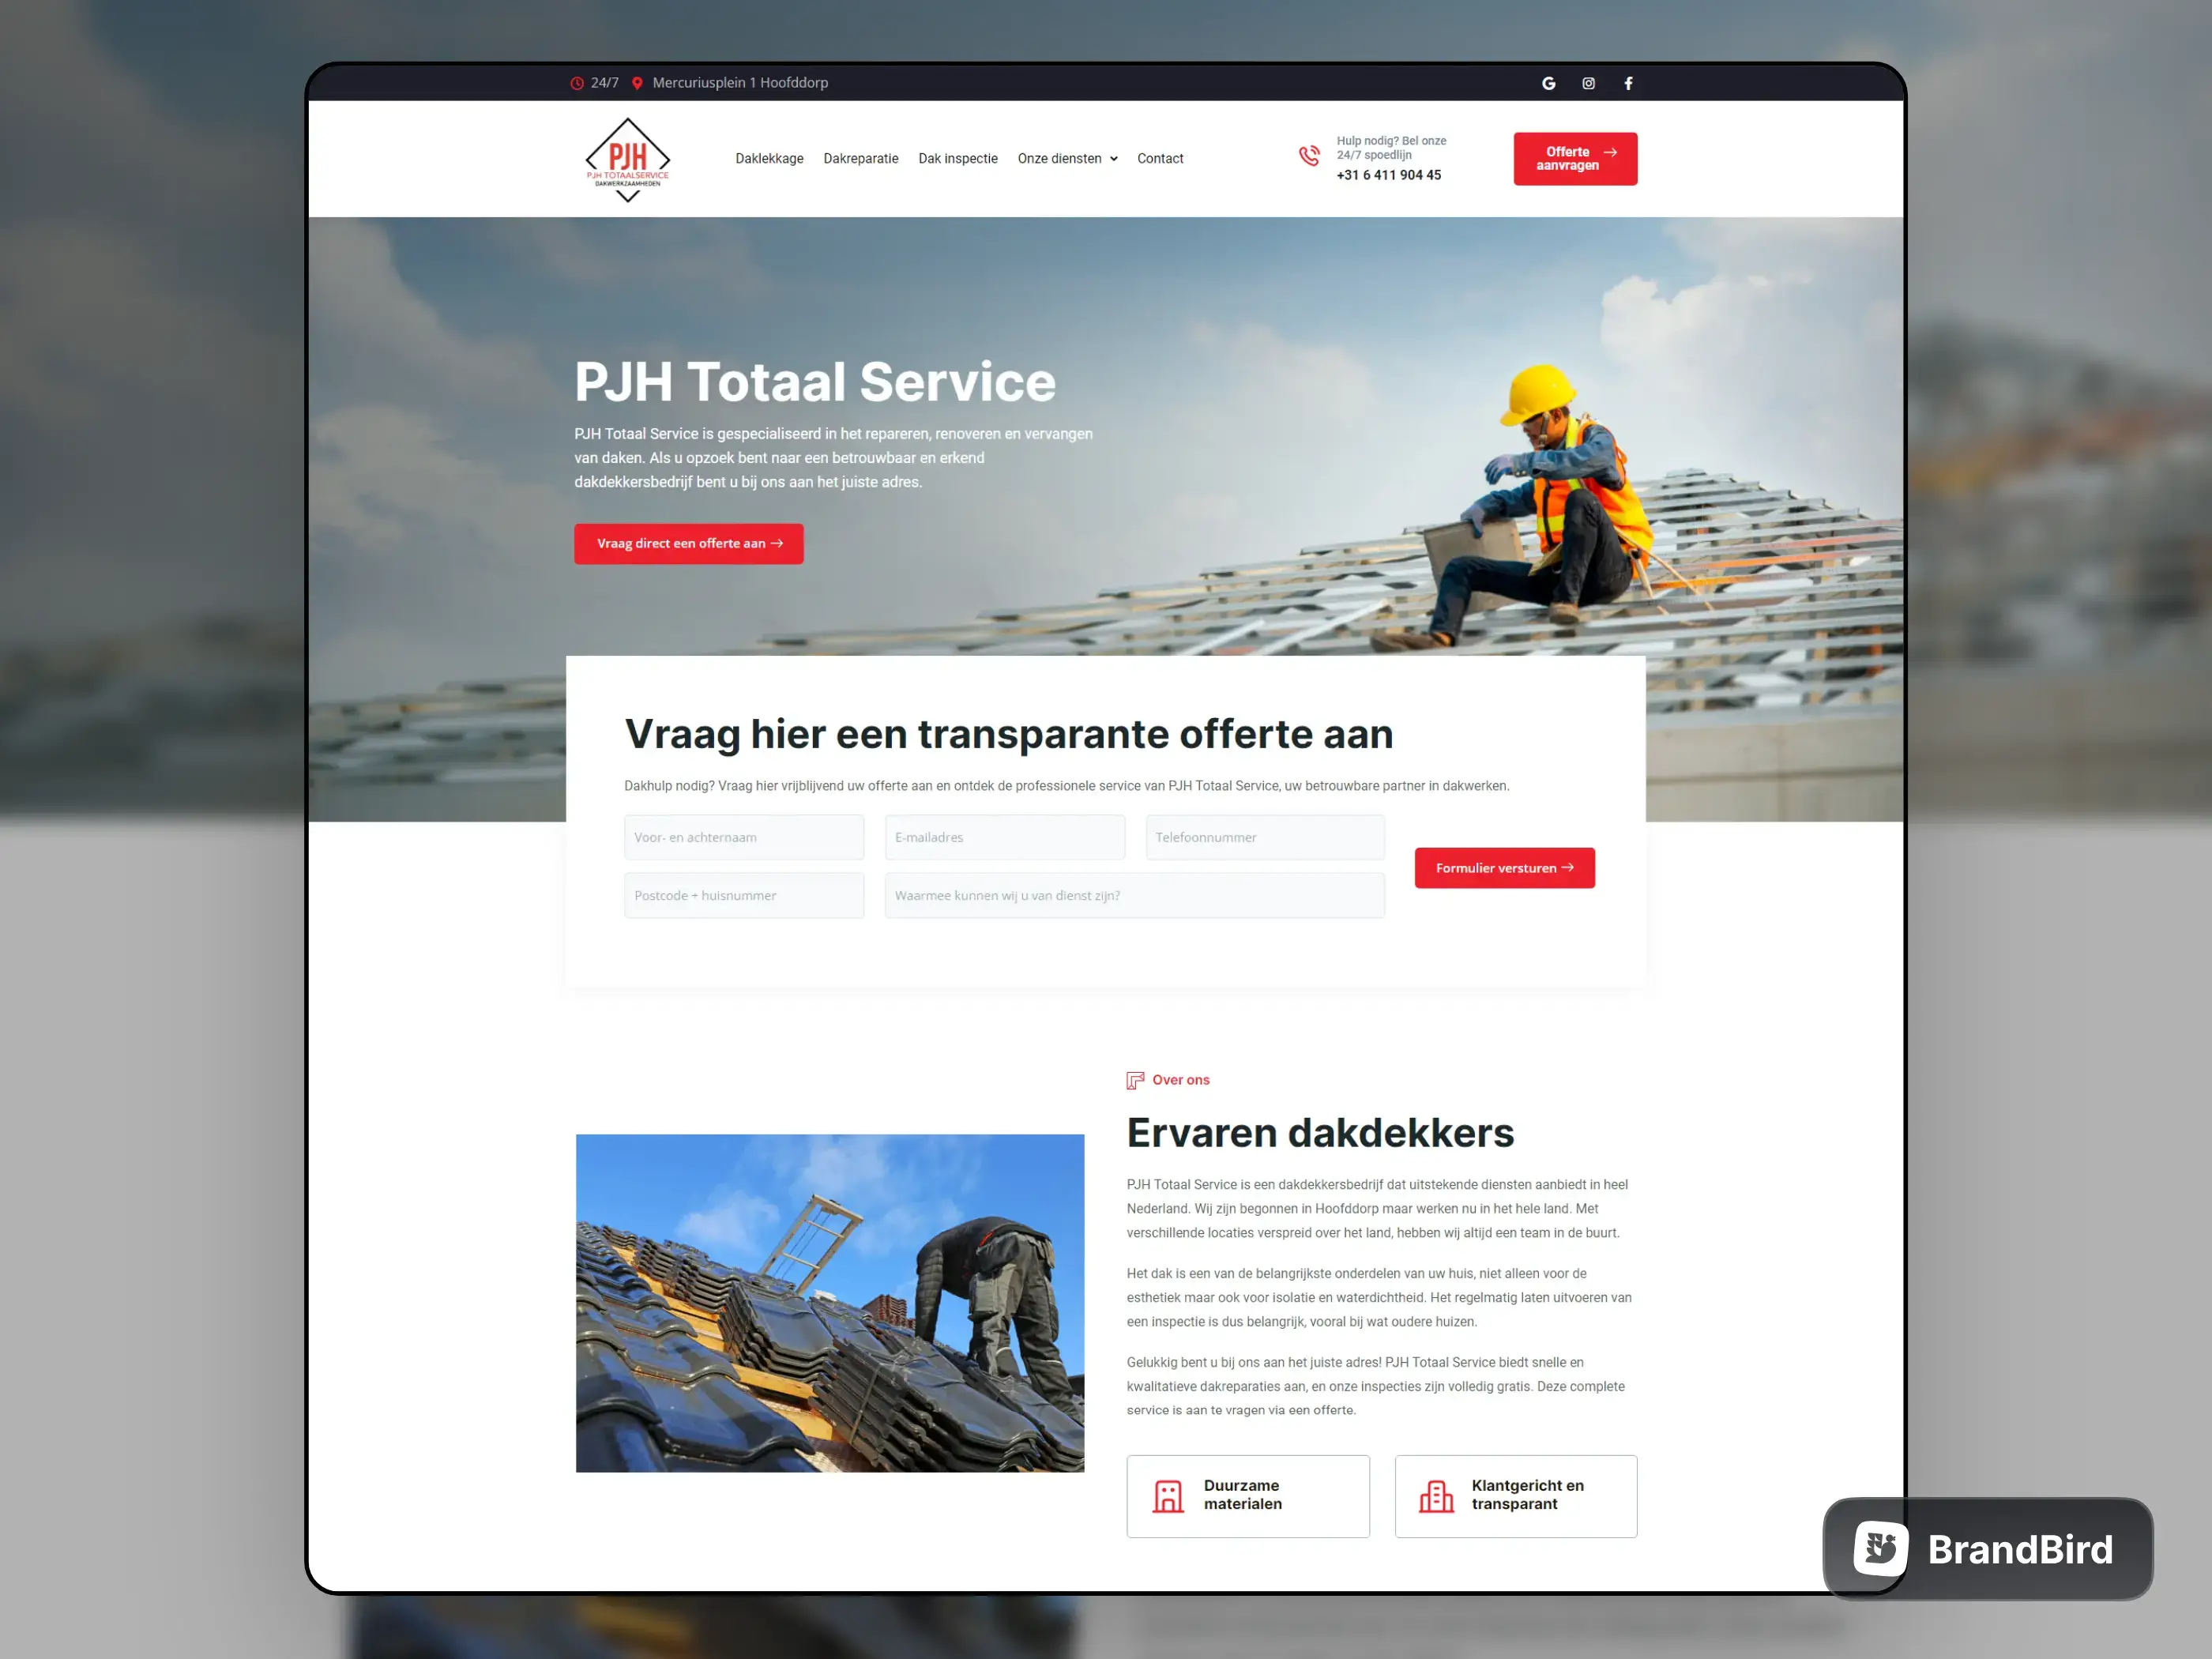 24/7 Mercuriusplein 1 Hoofddorp
PJH
PJH TOTAALSERVICE
DAKWERKZAAMHEDEN
Daklekkage Dakreparatie Dak inspectie Onze diensten Contact
Hulp nodig? Bel onze
24/7 spoedlijn
+31 6 411 904 45
Offerte
aanvragen
PJH Totaal Service
PJH Totaal Service is gespecialiseerd in het repareren, renoveren en vervangen
van daken. Als u opzoek bent naar een betrouwbaar en erkend
dakdekkersbedrijf bent u bij ons aan het juiste adres.
Vraag direct een offerte aan
Vraag hier een transparante offerte aan
Dakhulp nodig? Vraag hier vrijblijvend uw offerte aan en ontdek de professionele service van PJH Totaal Service, uw betrouwbare partner in dakwerken.
Voor- en achternaam E-mailadres Telefoonnummer
Postcode + huisnummer Waarmee kunnen wij u van dienst zijn?
Formulier versturen
Over ons
Ervaren dakdekkers
PJH Totaal Service is een dakdekkersbedrijf dat uitstekende diensten aanbiedt in heel
Nederland. Wij zijn begonnen in Hoofddorp maar werken nu in het hele land. Met
verschillende locaties verspreid over het land, hebben wij altijd een team in de buurt.
Het dak is een van de belangrijkste onderdelen van uw huis, niet alleen voor de
esthetiek maar ook voor isolatie en waterdichtheid. Het regelmatig laten uitvoeren van
een inspectie is dus belangrijk, vooral bij wat oudere huizen.
Gelukkig bent u bij ons aan het juiste adres! PJH Totaal Service biedt snelle en
kwalitatieve dakreparaties aan, en onze inspecties zijn volledig gratis. Deze complete
service is aan te vragen via een offerte.
Duurzame
materialen
Klantgericht en
transparant
BrandBird